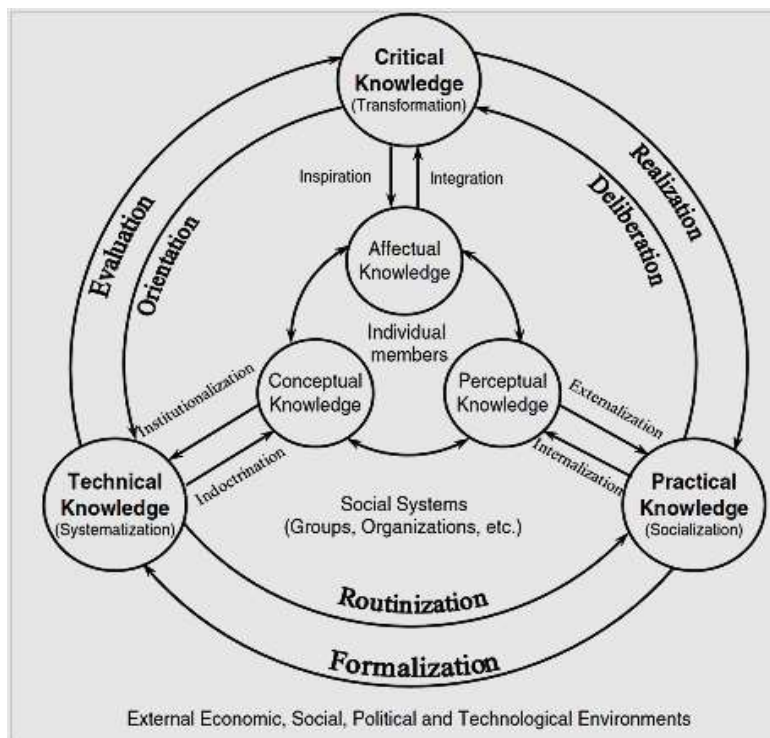 Critical
Knowledge
(Transformation)
Inspiration
Integration
Realization
Deliberation
Evaluation
Orientation
Affectual
Knowledge
Individual
members
Conceptual
Knowledge
Perceptual
Knowledge
Institutionalization
Indoctrination
Externalization
Internalization
Technical
Knowledge
(Systematization)
Practical
Knowledge
(Socialization)
Social Systems
(Groups, Organizations, etc.)
Routinization
Formalization
External Economic, Social, Political and Technological Environments